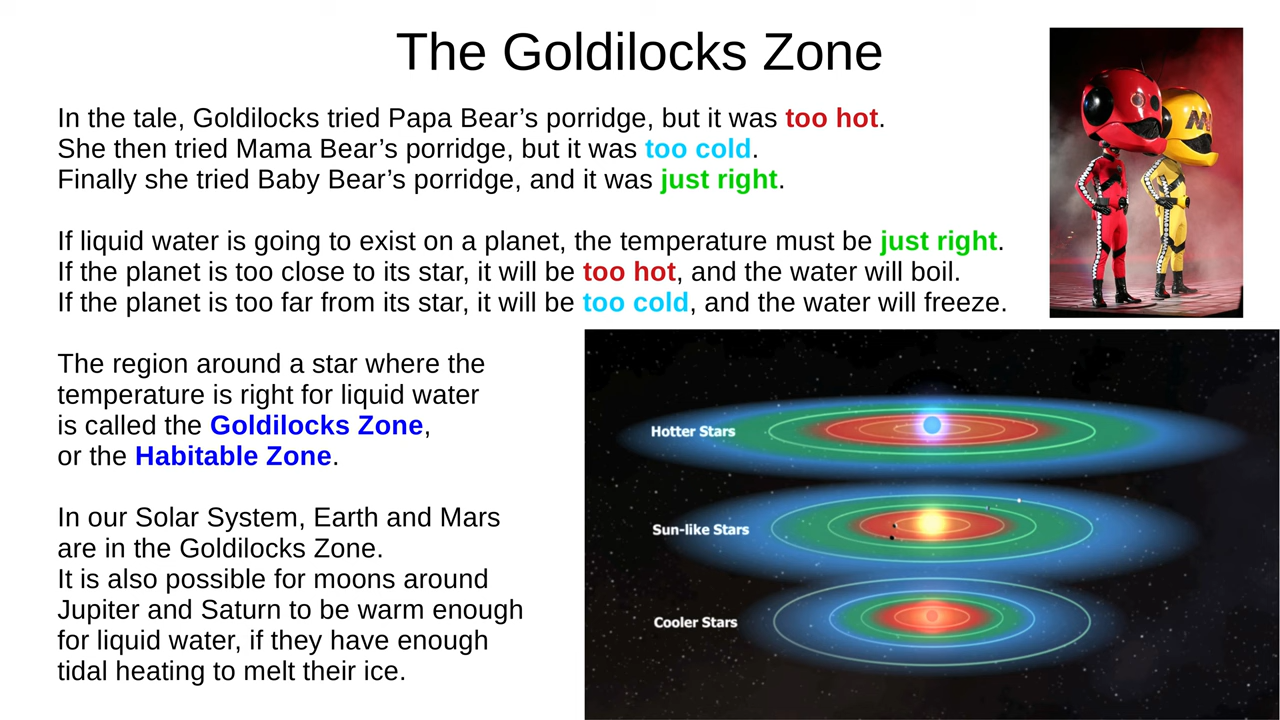 The Goldilocks Zone
In the tale, Goldilocks tried Papa Bear’s porridge, but it was too hot.
She then tried Mama Bear’s porridge, but it was too cold.
Finally she tried Baby Bear’s porridge, and it was just right.
If liquid water is going to exist on a planet, the temperature must be just right.
If the planet is too close to its star, it will be too hot, and the water will boil.
If the planet is too far from its star, it will be too cold, and the water will freeze.
The region around a star where the
temperature is right for liquid water
is called the Goldilocks Zone,
or the Habitable Zone.
In our Solar System, Earth and Mars
are in the Goldilocks Zone.
It is also possible for moons around
Jupiter and Saturn to be warm enough
for liquid water, if they have enough
tidal heating to melt their ice.
Hotter Stars
Sun-like Stars
Cooler Stars